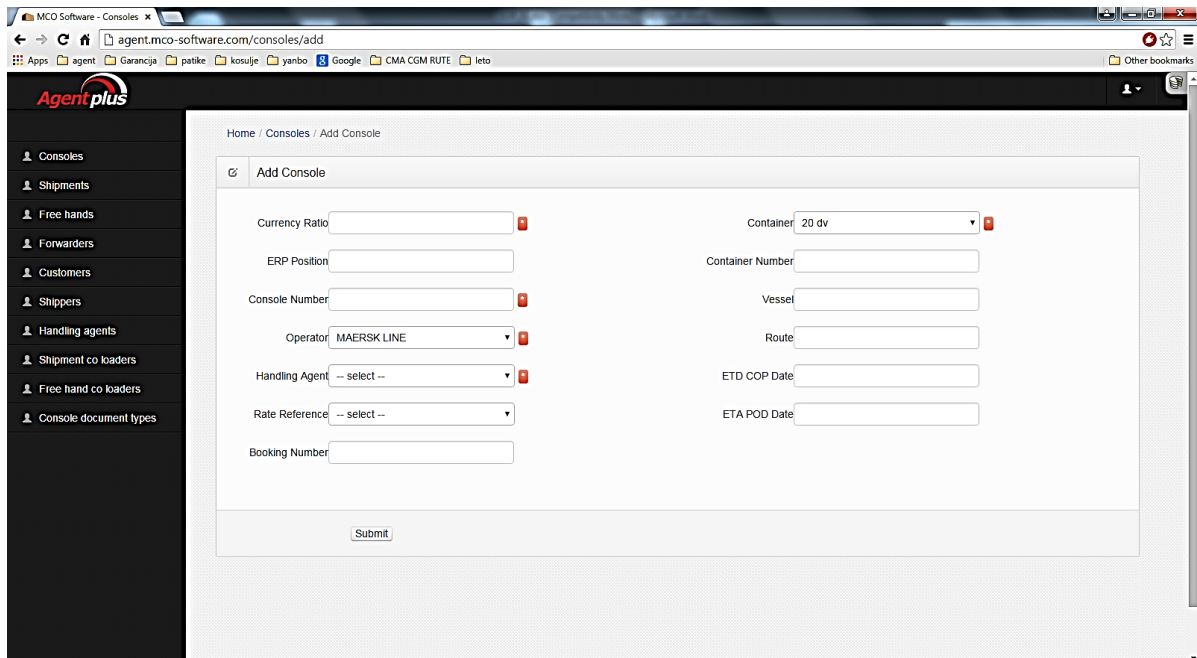 MCO Software - Consoles
agent.mco-software.com/consoles/add
Apps agent Garancija patike kosulje yanbo Google CMA CGM RUTE leto Other bookmarks
Agent plus
Home / Consoles / Add Console
Consoles
Shipments
Free hands
Forwarders
Customers
Shippers
Handling agents
Shipment co loaders
Free hand co loaders
Console document types
Add Console
Currency Ratio *
ERP Position
Console Number *
Operator MAERSK LINE *
Handling Agent -- select -- *
Rate Reference -- select --
Booking Number
Container 20 dv *
Container Number
Vessel
Route
ETD COP Date
ETA POD Date
Submit